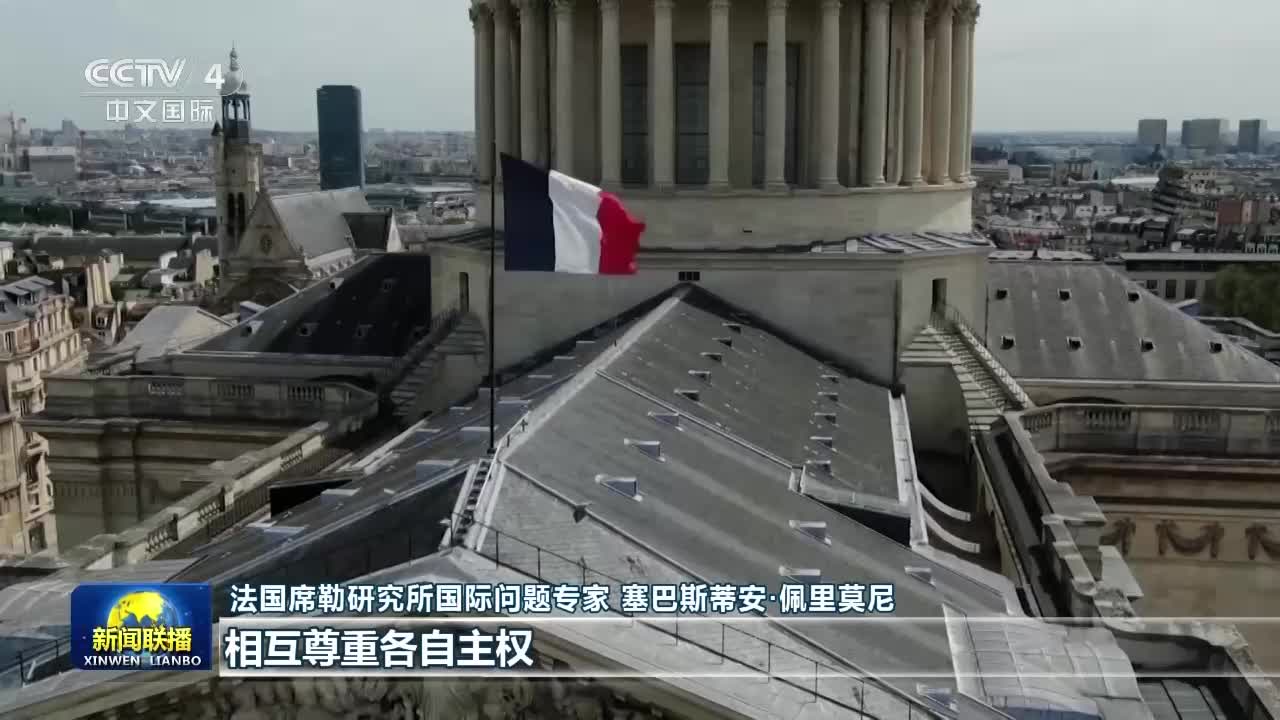 CCTV 4
中文国际
法国席勒研究所国际问题专家 塞巴斯蒂安·佩里莫尼
新闻联播
XINWEN LIANBO
相互尊重各自主权